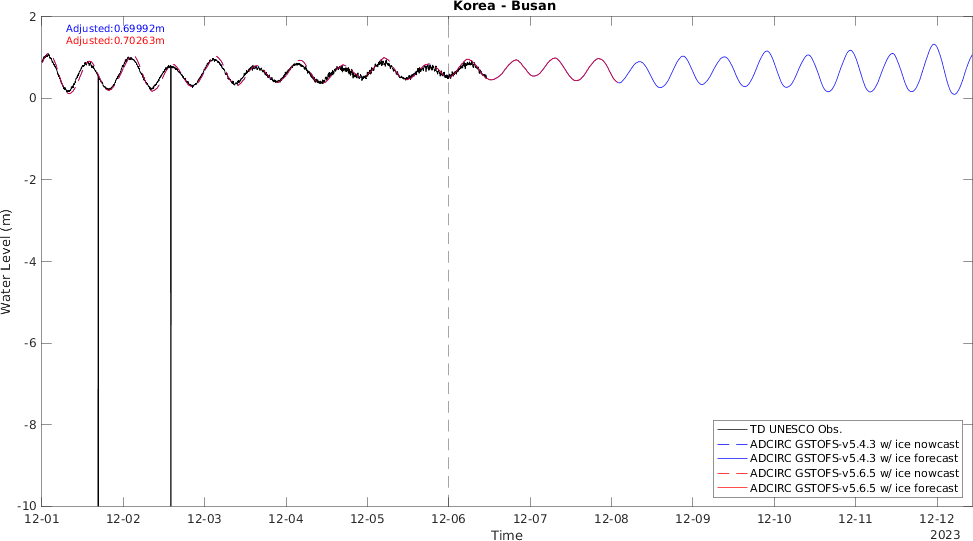 Korea - Busan
Adjusted:0.69992m
Adjusted:0.70263m
2
0
-2
-4
-6
-8
-10
Water Level (m)
12-01 12-02 12-03 12-04 12-05 12-06 12-07 12-08 12-09 12-10 12-11 12-12
Time
2023
TD UNESCO Obs.
ADCIRC GSTOFS-v5.4.3 w/ ice nowcast
ADCIRC GSTOFS-v5.4.3 w/ ice forecast
ADCIRC GSTOFS-v5.6.5 w/ ice nowcast
ADCIRC GSTOFS-v5.6.5 w/ ice forecast